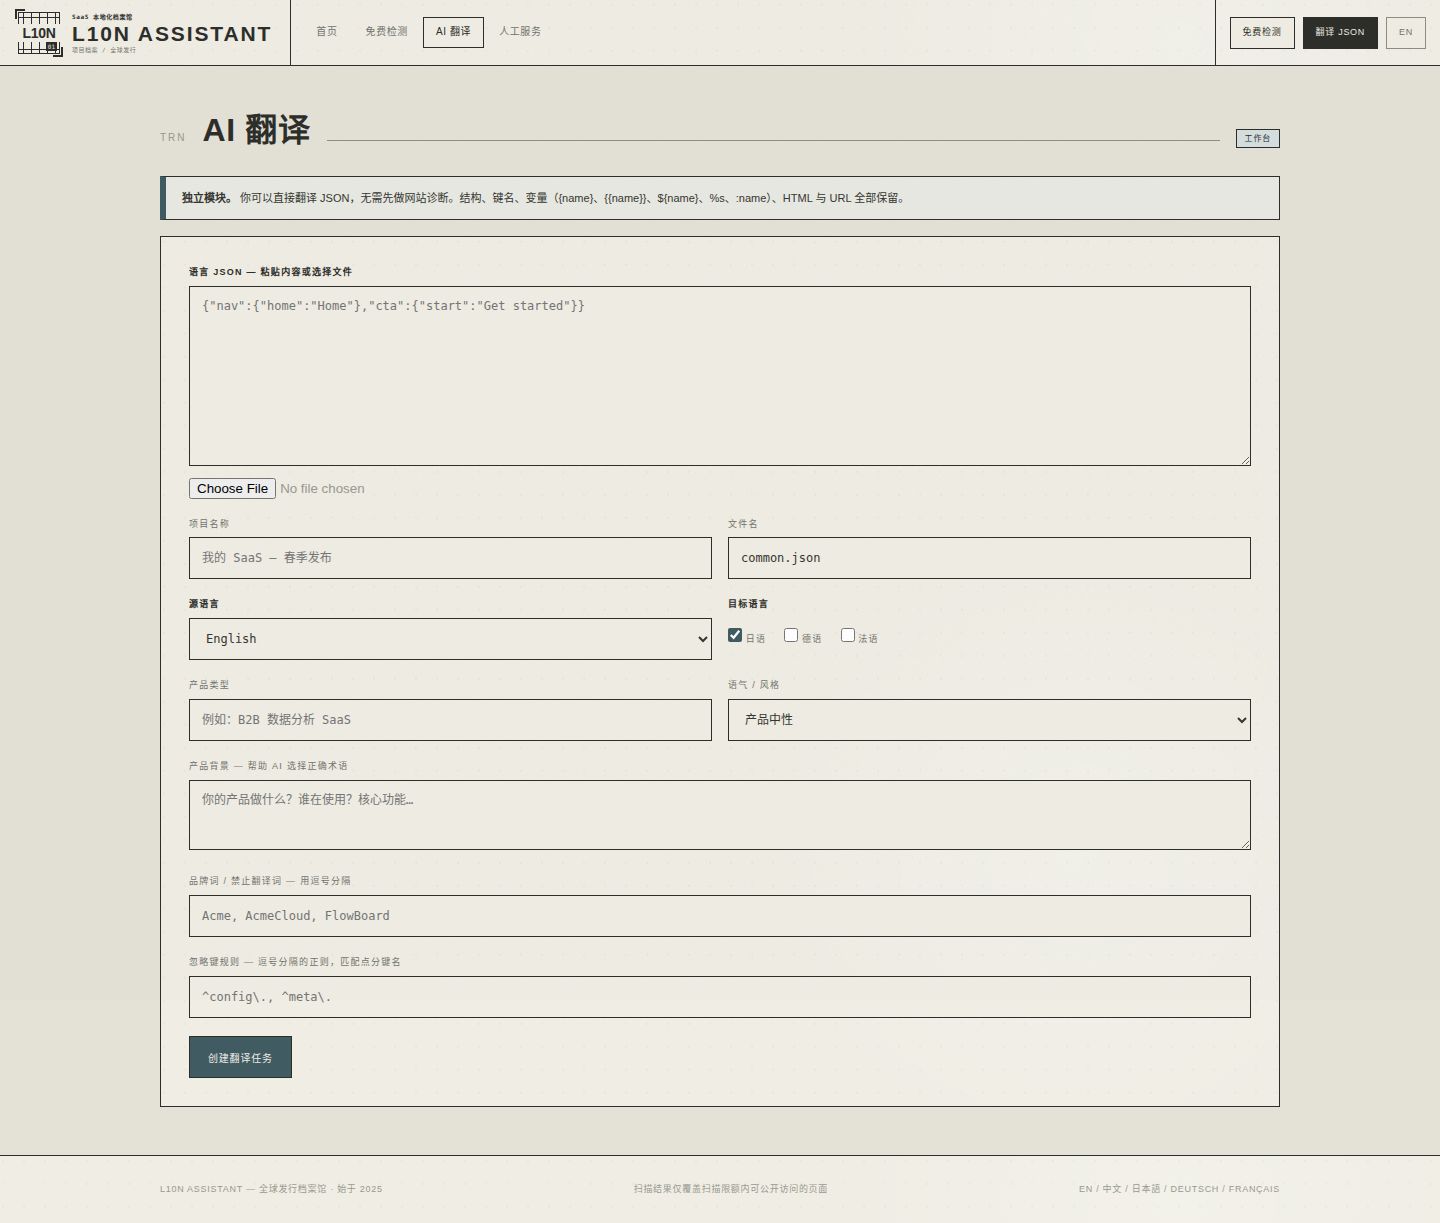 L10N
01
SaaS 本地化档案馆
L10N ASSISTANT
项目档案 / 全球发行
首页
免费检测
AI 翻译
人工服务
免费检测
翻译 JSON
EN
TRN
AI 翻译
工作台
独立模块。 你可以直接翻译 JSON，无需先做网站诊断。结构、键名、变量（{name}、{{name}}、${name}、%s、:name）、HTML 与 URL 全部保留。
语言 JSON — 粘贴内容或选择文件
{"nav":{"home":"Home"},"cta":{"start":"Get started"}}
Choose File No file chosen
项目名称
文件名
我的 SaaS — 春季发布
common.json
源语言
目标语言
English
日语
德语
法语
产品类型
语气 / 风格
例如：B2B 数据分析 SaaS
产品中性
产品背景 — 帮助 AI 选择正确术语
你的产品做什么？谁在使用？核心功能…
品牌词 / 禁止翻译词 — 用逗号分隔
Acme, AcmeCloud, FlowBoard
忽略键规则 — 逗号分隔的正则，匹配点分键名
^config\., ^meta\.
创建翻译任务
L10N ASSISTANT — 全球发行档案馆 · 始于 2025
扫描结果仅覆盖扫描限额内可公开访问的页面
EN / 中文 / 日本語 / DEUTSCH / FRANÇAIS